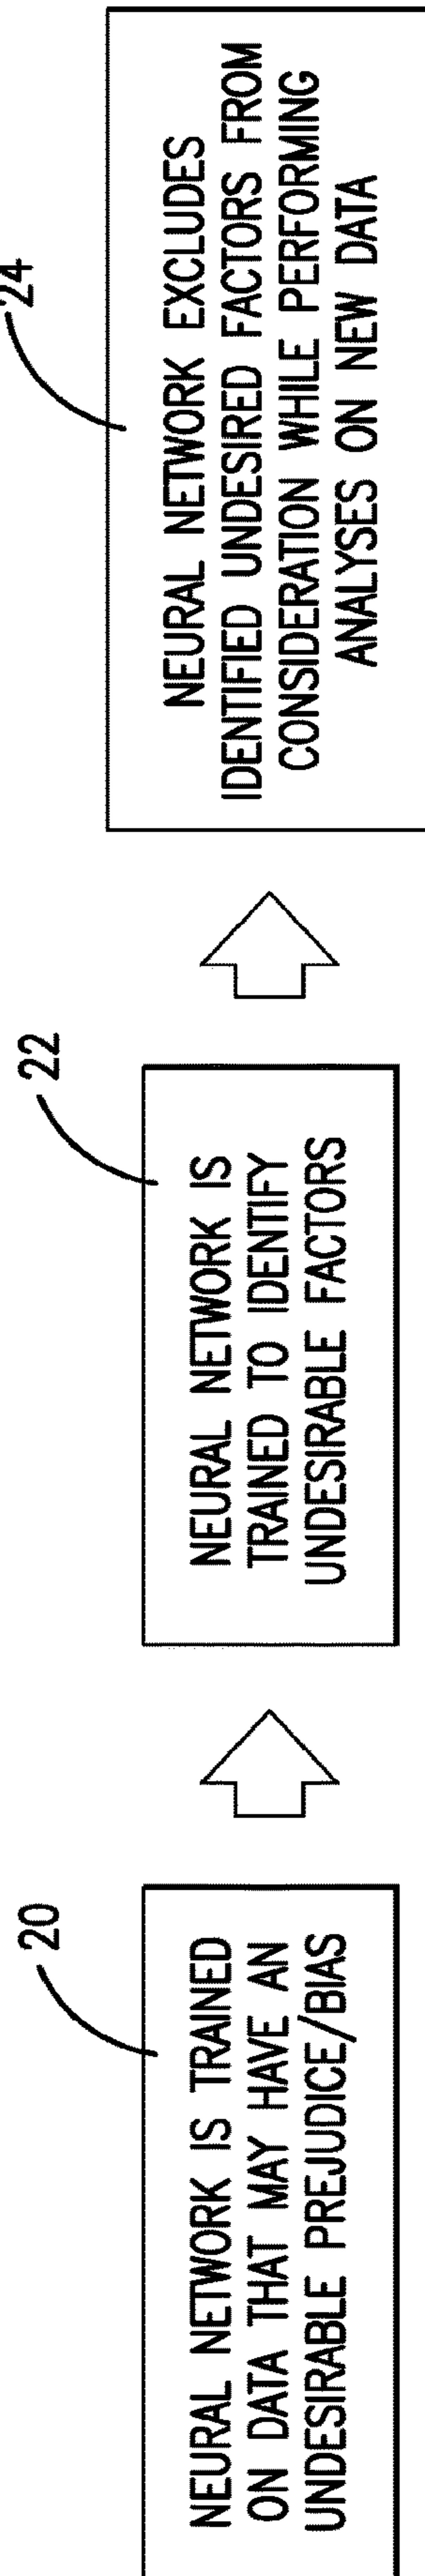 20
NEURAL NETWORK IS TRAINED
ON DATA THAT MAY HAVE AN
UNDESIRABLE PREJUDICE/BIAS
22
NEURAL NETWORK IS
TRAINED TO IDENTIFY
UNDESIRABLE FACTORS
24
NEURAL NETWORK EXCLUDES
IDENTIFIED UNDESIRED FACTORS FROM
CONSIDERATION WHILE PERFORMING
ANALYSES ON NEW DATA